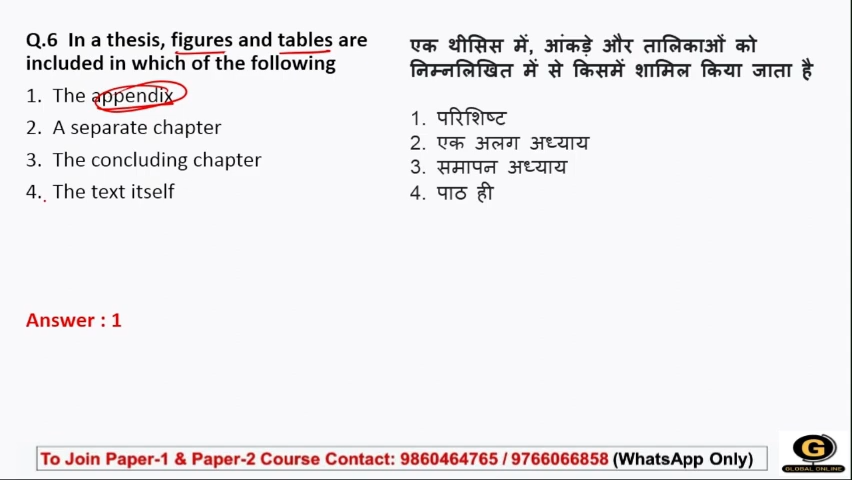 Q.6 In a thesis, figures and tables are
included in which of the following
1. The appendix
2. A separate chapter
3. The concluding chapter
4. The text itself
एक थीसिस में, आंकड़े और तालिकाओं को
निम्नलिखित में से किसमें शामिल किया जाता है
1. परिशिष्ट
2. एक अलग अध्याय
3. समापन अध्याय
4. पाठ ही
Answer : 1
To Join Paper-1 & Paper-2 Course Contact: 9860464765 / 9766066858 (WhatsApp Only)
G
GLOBAL ONLINE